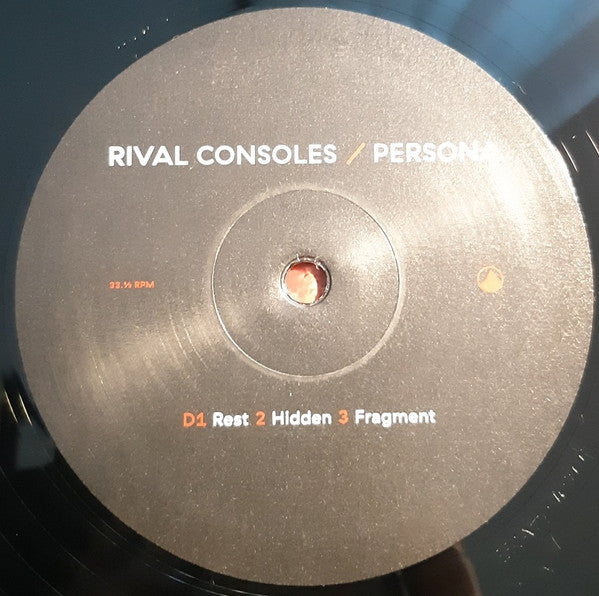 RIVAL CONSOLES / PERSONA
33.⅓ RPM
D1 Rest 2 Hidden 3 Fragment